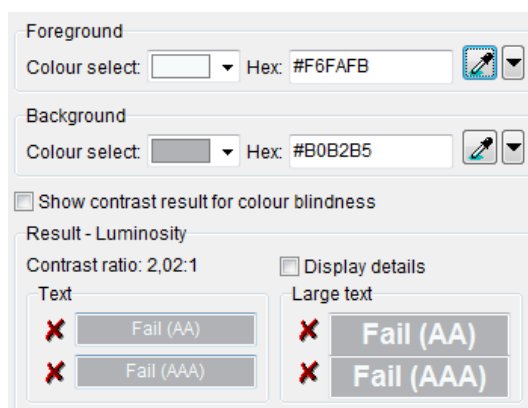 Foreground
Colour select: Hex: #F6FAFB
Background
Colour select: Hex: #B0B2B5
Show contrast result for colour blindness
Result - Luminosity
Contrast ratio: 2,02:1 Display details
Text Large text
Fail (AA) Fail (AA)
Fail (AAA) Fail (AAA)